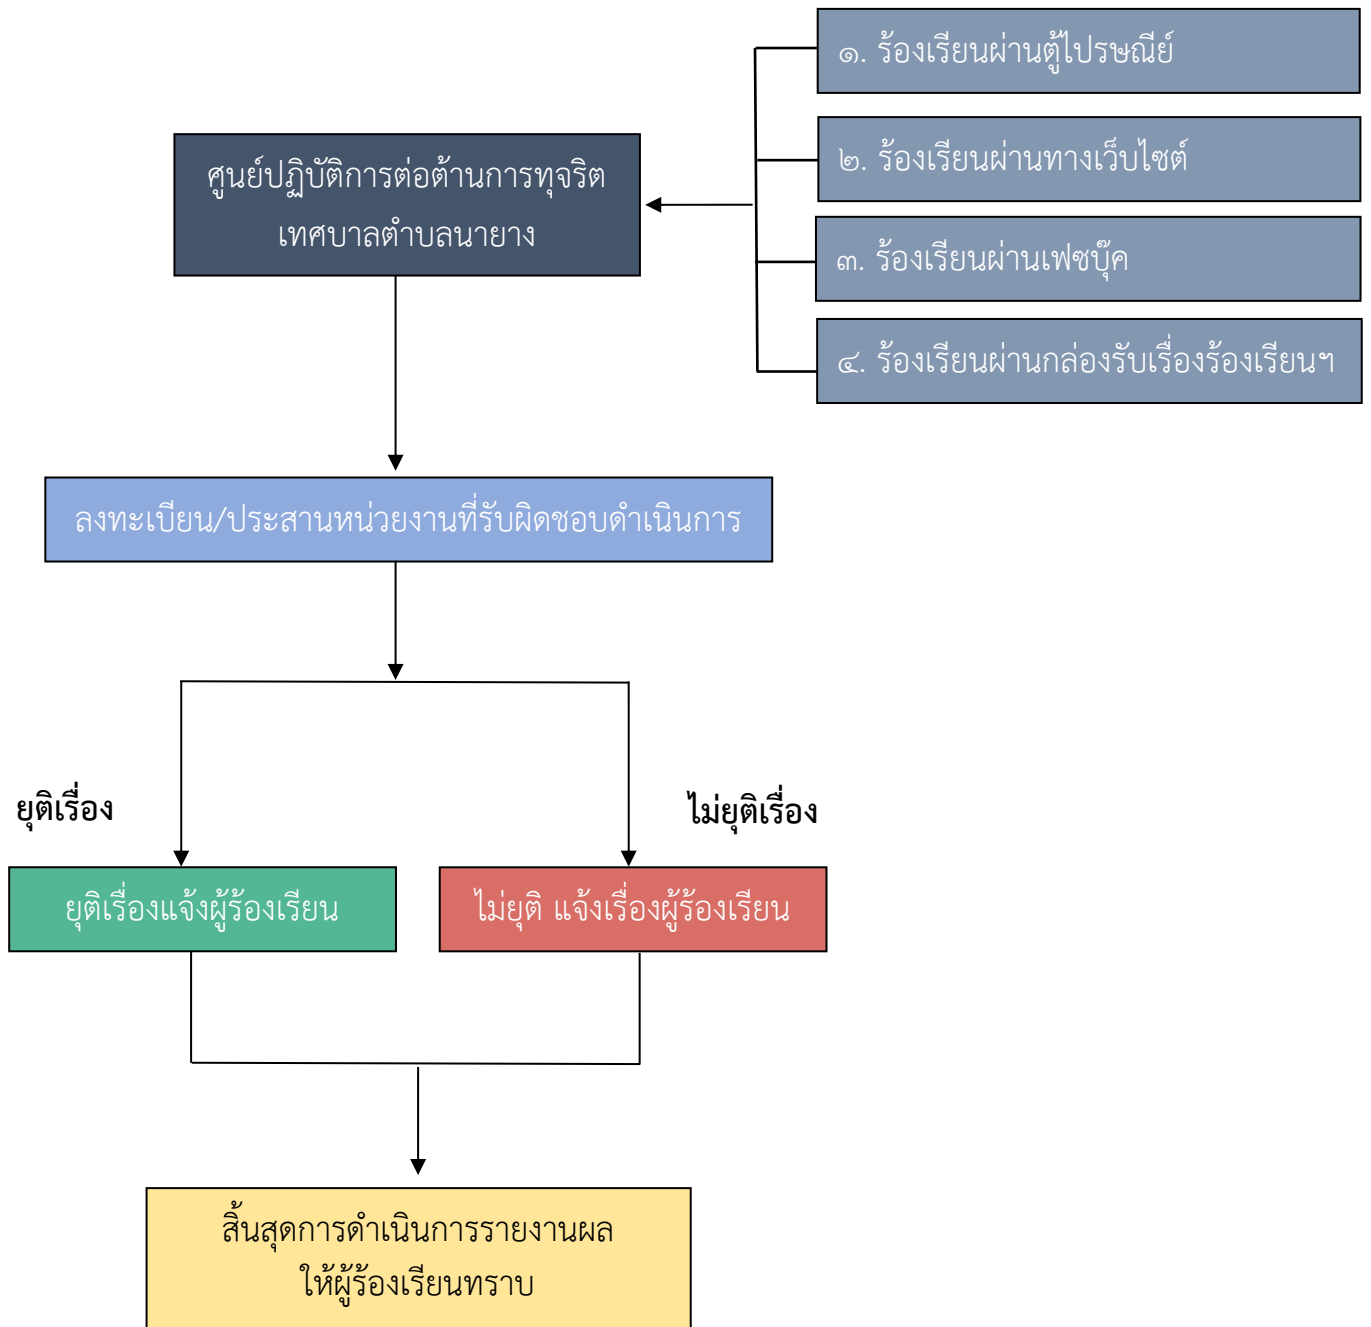 ๑. ร้องเรียนผ่านตู้ไปรษณีย์
๒. ร้องเรียนผ่านทางเว็บไซต์
๓. ร้องเรียนผ่านเฟซบุ๊ค
๔. ร้องเรียนผ่านกล่องรับเรื่องร้องเรียนฯ
ศูนย์ปฏิบัติการต่อต้านการทุจริต
เทศบาลตำบลนายาง
ลงทะเบียน/ประสานหน่วยงานที่รับผิดชอบดำเนินการ
ยุติเรื่อง
ไม่ยุติเรื่อง
ยุติเรื่องแจ้งผู้ร้องเรียน
ไม่ยุติ แจ้งเรื่องผู้ร้องเรียน
สิ้นสุดการดำเนินการรายงานผล
ให้ผู้ร้องเรียนทราบ